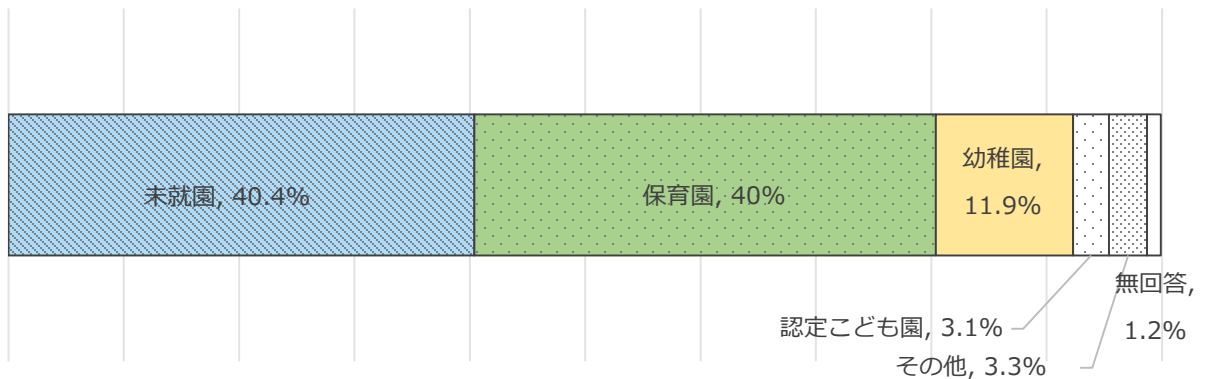 未就園, 40.4%
保育園, 40%
幼稚園,
11.9%
認定こども園, 3.1%
その他, 3.3%
無回答,
1.2%